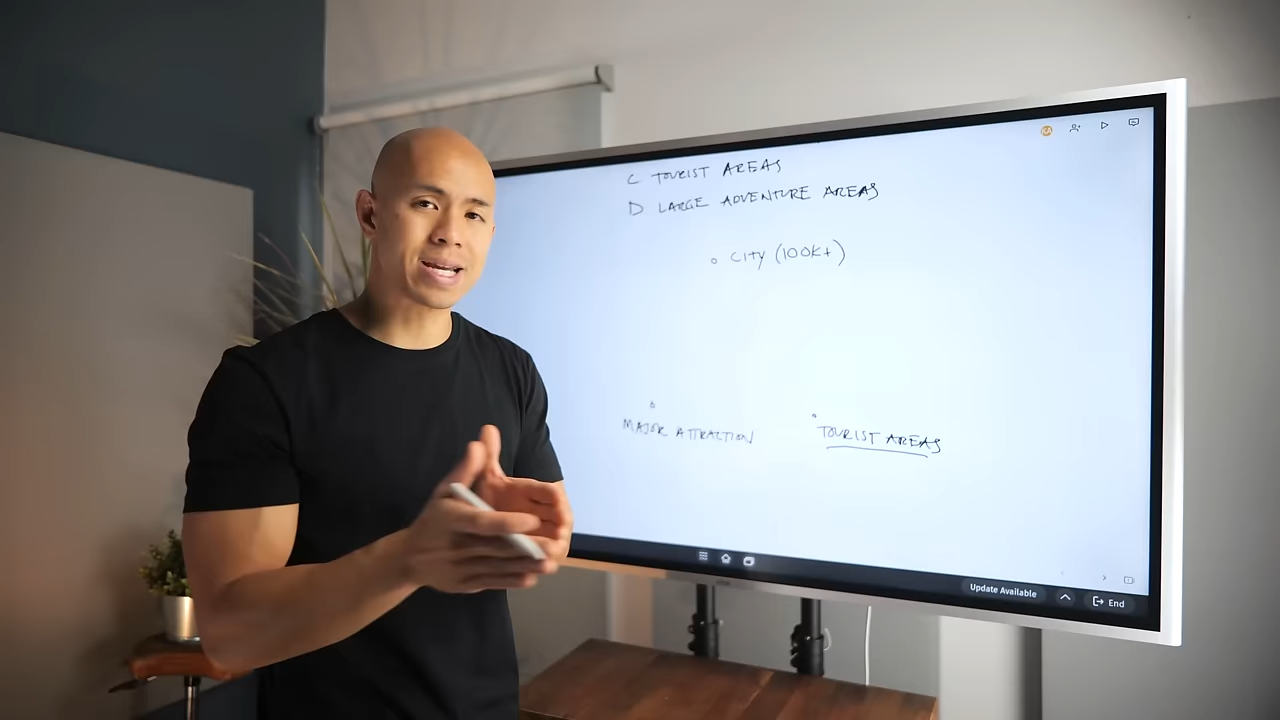 C TOURIST AREAS
D LARGE ADVENTURE AREAS
CITY (100K+)
MAJOR ATTRACTION
TOURIST AREAS
Update Available
End